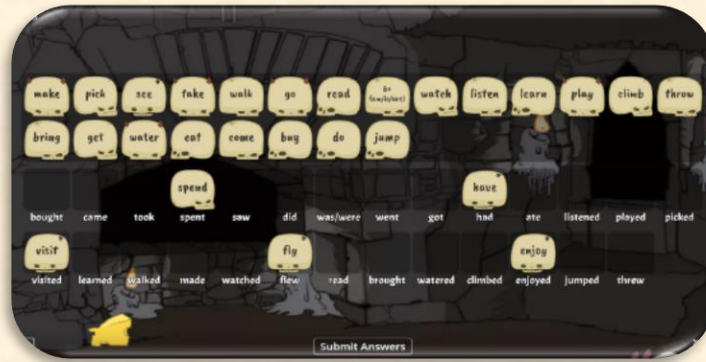 make pick see take walk go read be (am/is/are) watch listen learn play climb throw
bring get water eat come buy do jump
spend have
bought came took spent saw did was/were went got had ate listened played picked
visit fly enjoy
visited learned walked made watched flew read brought watered climbed enjoyed jumped threw
Submit Answers